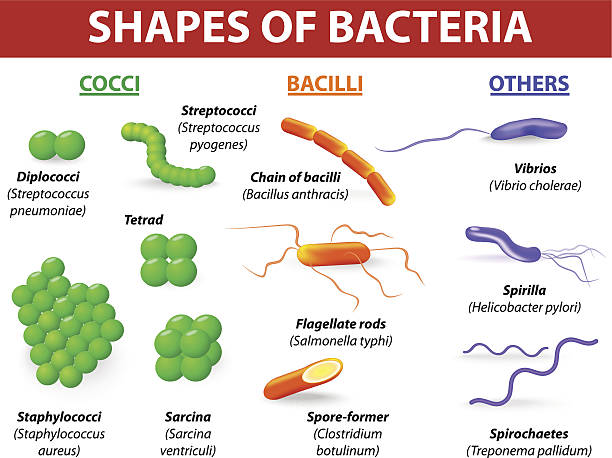 SHAPES OF BACTERIA
COCCI
Diplococci
(Streptococcus
pneumoniae)
Streptococci
(Streptococcus
pyogenes)
Tetrad
Staphylococci
(Staphylococcus
aureus)
Sarcina
(Sarcina
ventriculi)
BACILLI
Chain of bacilli
(Bacillus anthracis)
Flagellate rods
(Salmonella typhi)
Spore-former
(Clostridium
botulinum)
OTHERS
Vibrios
(Vibrio cholerae)
Spirilla
(Helicobacter pylori)
Spirochaetes
(Treponema pallidum)